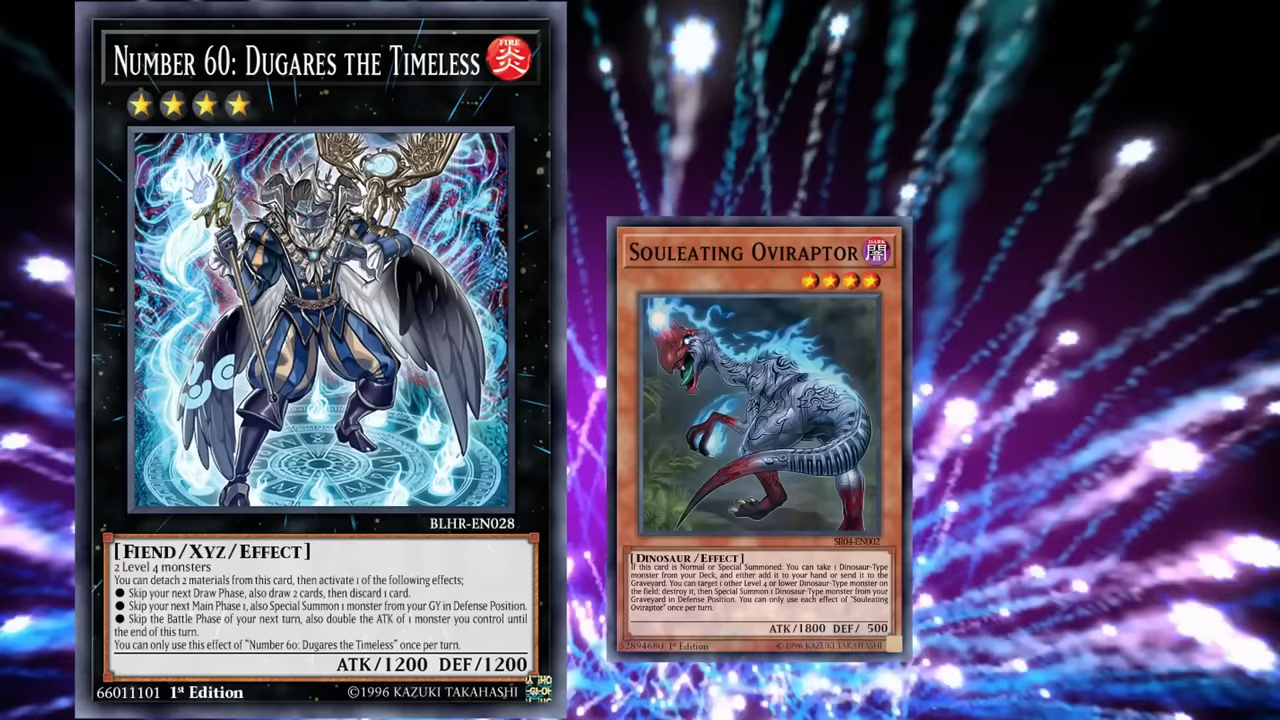 NUMBER 60: DUGARES THE TIMELESS
FIRE
炎
BLHR-EN028
[FIEND/XYZ/EFFECT]
2 Level 4 monsters
You can detach 2 materials from this card, then activate 1 of the following effects;
● Skip your next Draw Phase, also draw 2 cards, then discard 1 card.
● Skip your next Main Phase 1, also Special Summon 1 monster from your GY in Defense Position.
● Skip the Battle Phase of your next turn, also double the ATK of 1 monster you control until
the end of this turn.
You can only use this effect of "Number 60: Dugares the Timeless" once per turn.
ATK/1200 DEF/1200
66011101 1st Edition ©1996 KAZUKI TAKAHASHI
SOULEATING OVIRAPTOR
DARK
闇
SR04-EN002
[DINOSAUR/EFFECT]
If this card is Normal or Special Summoned: You can take 1 Dinosaur-Type
monster from your Deck, and either add it to your hand or send it to the
Graveyard. You can target 1 other Level 4 or lower Dinosaur-Type monster on
the field; destroy it, then Special Summon 1 Dinosaur-Type monster from your
Graveyard in Defense Position. You can only use each effect of "Souleating
Oviraptor" once per turn.
ATK/1800 DEF/ 500
52894680 1st Edition ©1996 KAZUKI TAKAHASHI